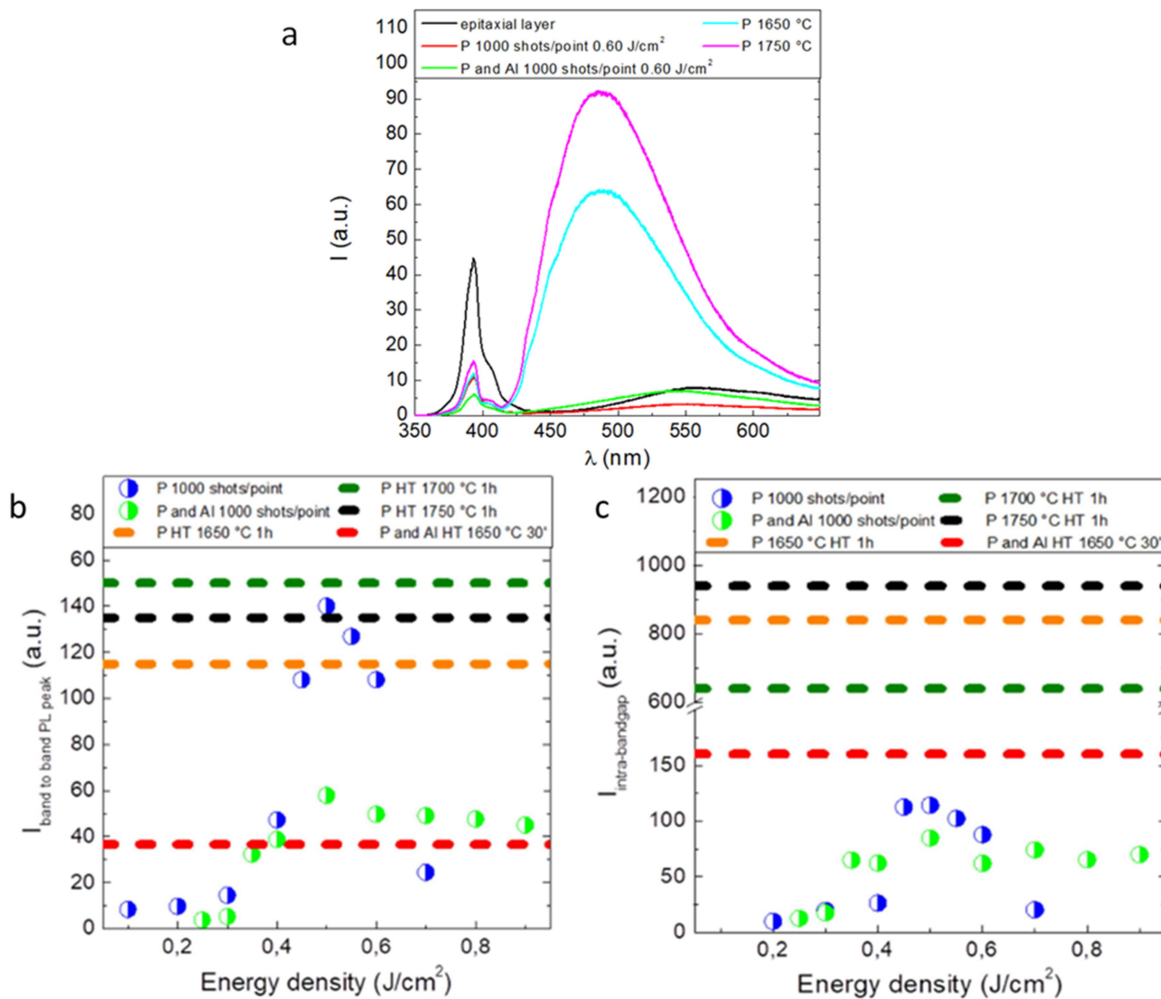 a
epitaxial layer
P 1000 shots/point 0.60 J/cm²
P and Al 1000 shots/point 0.60 J/cm²
P 1650 °C
P 1750 °C
110
100
90
80
70
60
50
40
30
20
10
0
I (a.u.)
350 400 450 500 550 600
λ (nm)
b
P 1000 shots/point
P and Al 1000 shots/point
P HT 1650 °C 1h
P HT 1700 °C 1h
P HT 1750 °C 1h
P and Al HT 1650 °C 30'
80
60
140
120
100
80
60
40
20
0
I band to band PL peak (a.u.)
0,2 0,4 0,6 0,8
Energy density (J/cm²)
c
P 1000 shots/point
P and Al 1000 shots/point
P 1650 °C HT 1h
P 1700 °C HT 1h
P 1750 °C HT 1h
P and Al HT 1650 °C 30'
1200
1000
800
600
150
100
50
0
I intra-bandgap (a.u.)
0,2 0,4 0,6 0,8
Energy density (J/cm²)